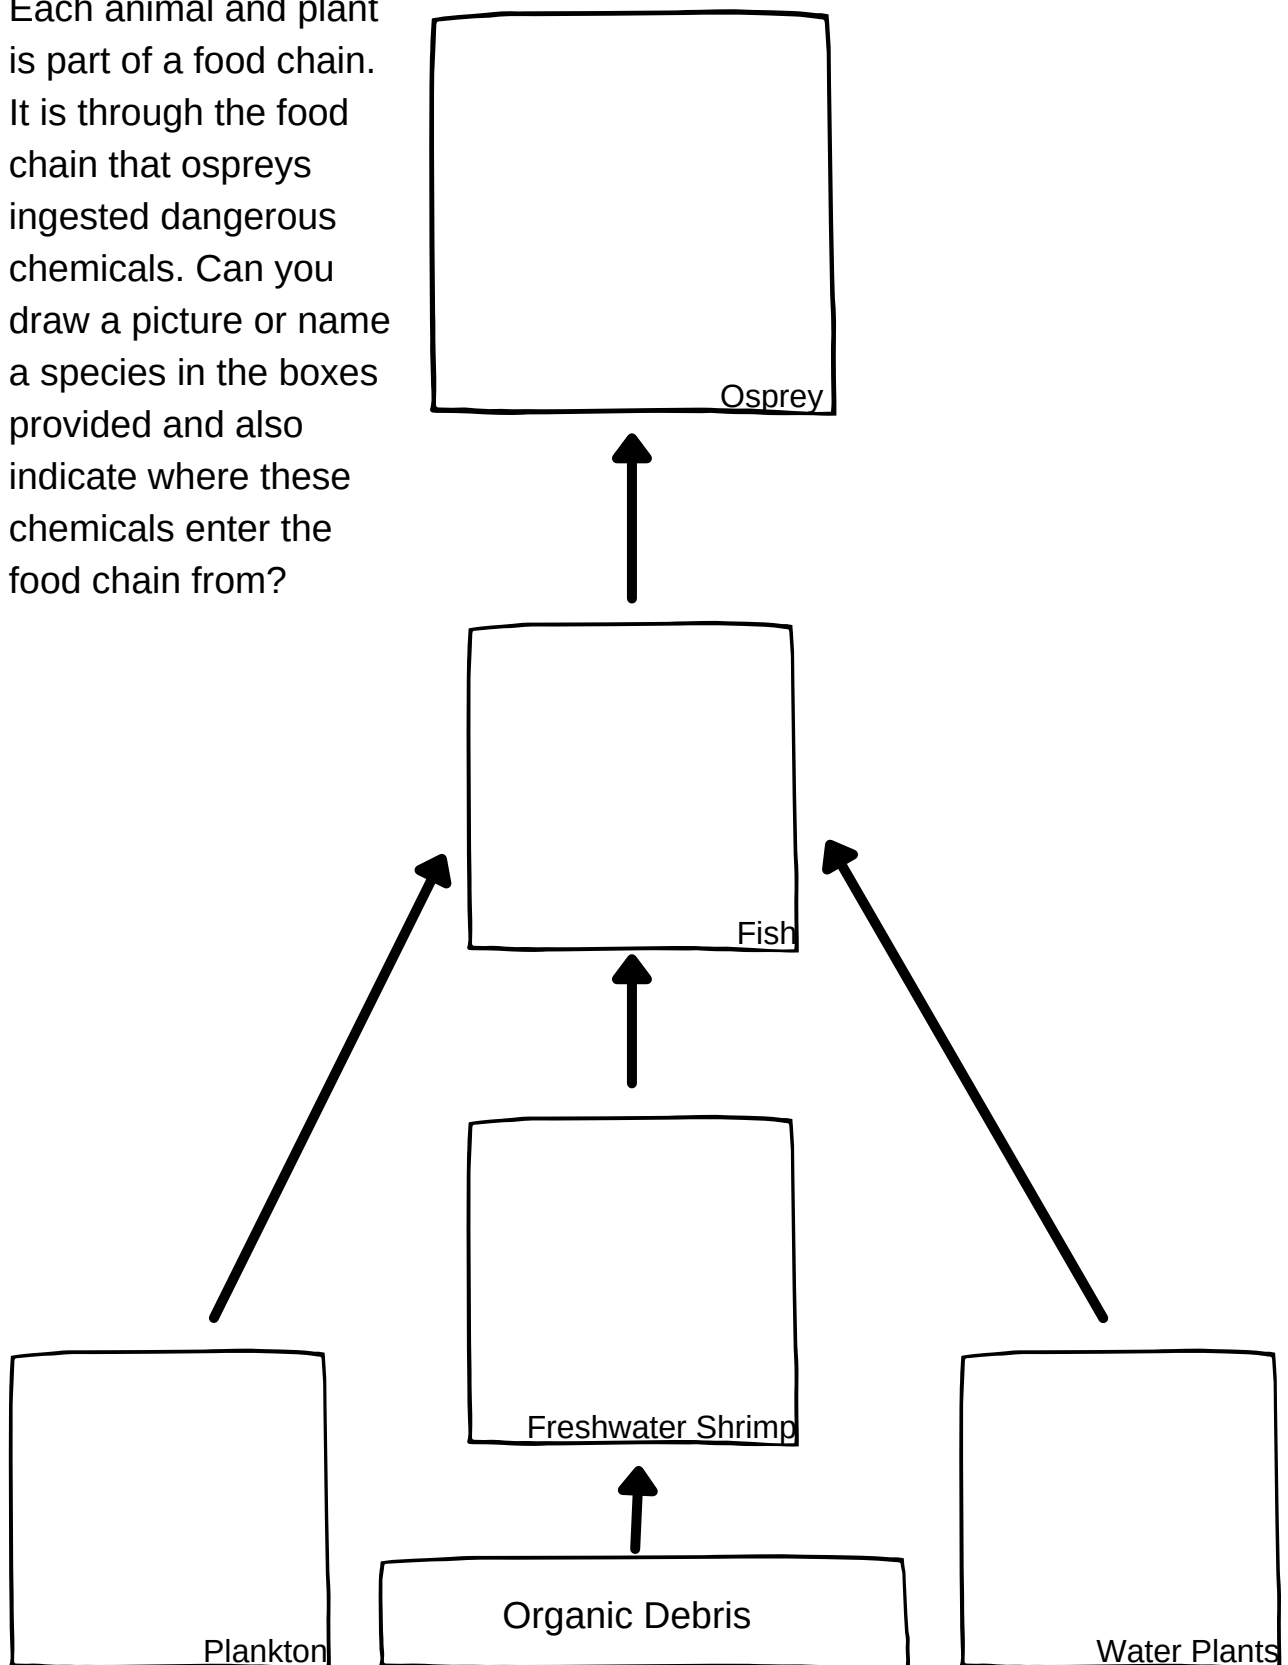 Each animal and plant
is part of a food chain.
It is through the food
chain that ospreys
ingested dangerous
chemicals. Can you
draw a picture or name
a species in the boxes
provided and also
indicate where these
chemicals enter the
food chain from?
Osprey
Fish
Freshwater Shrimp
Organic Debris
Plankton
Water Plants